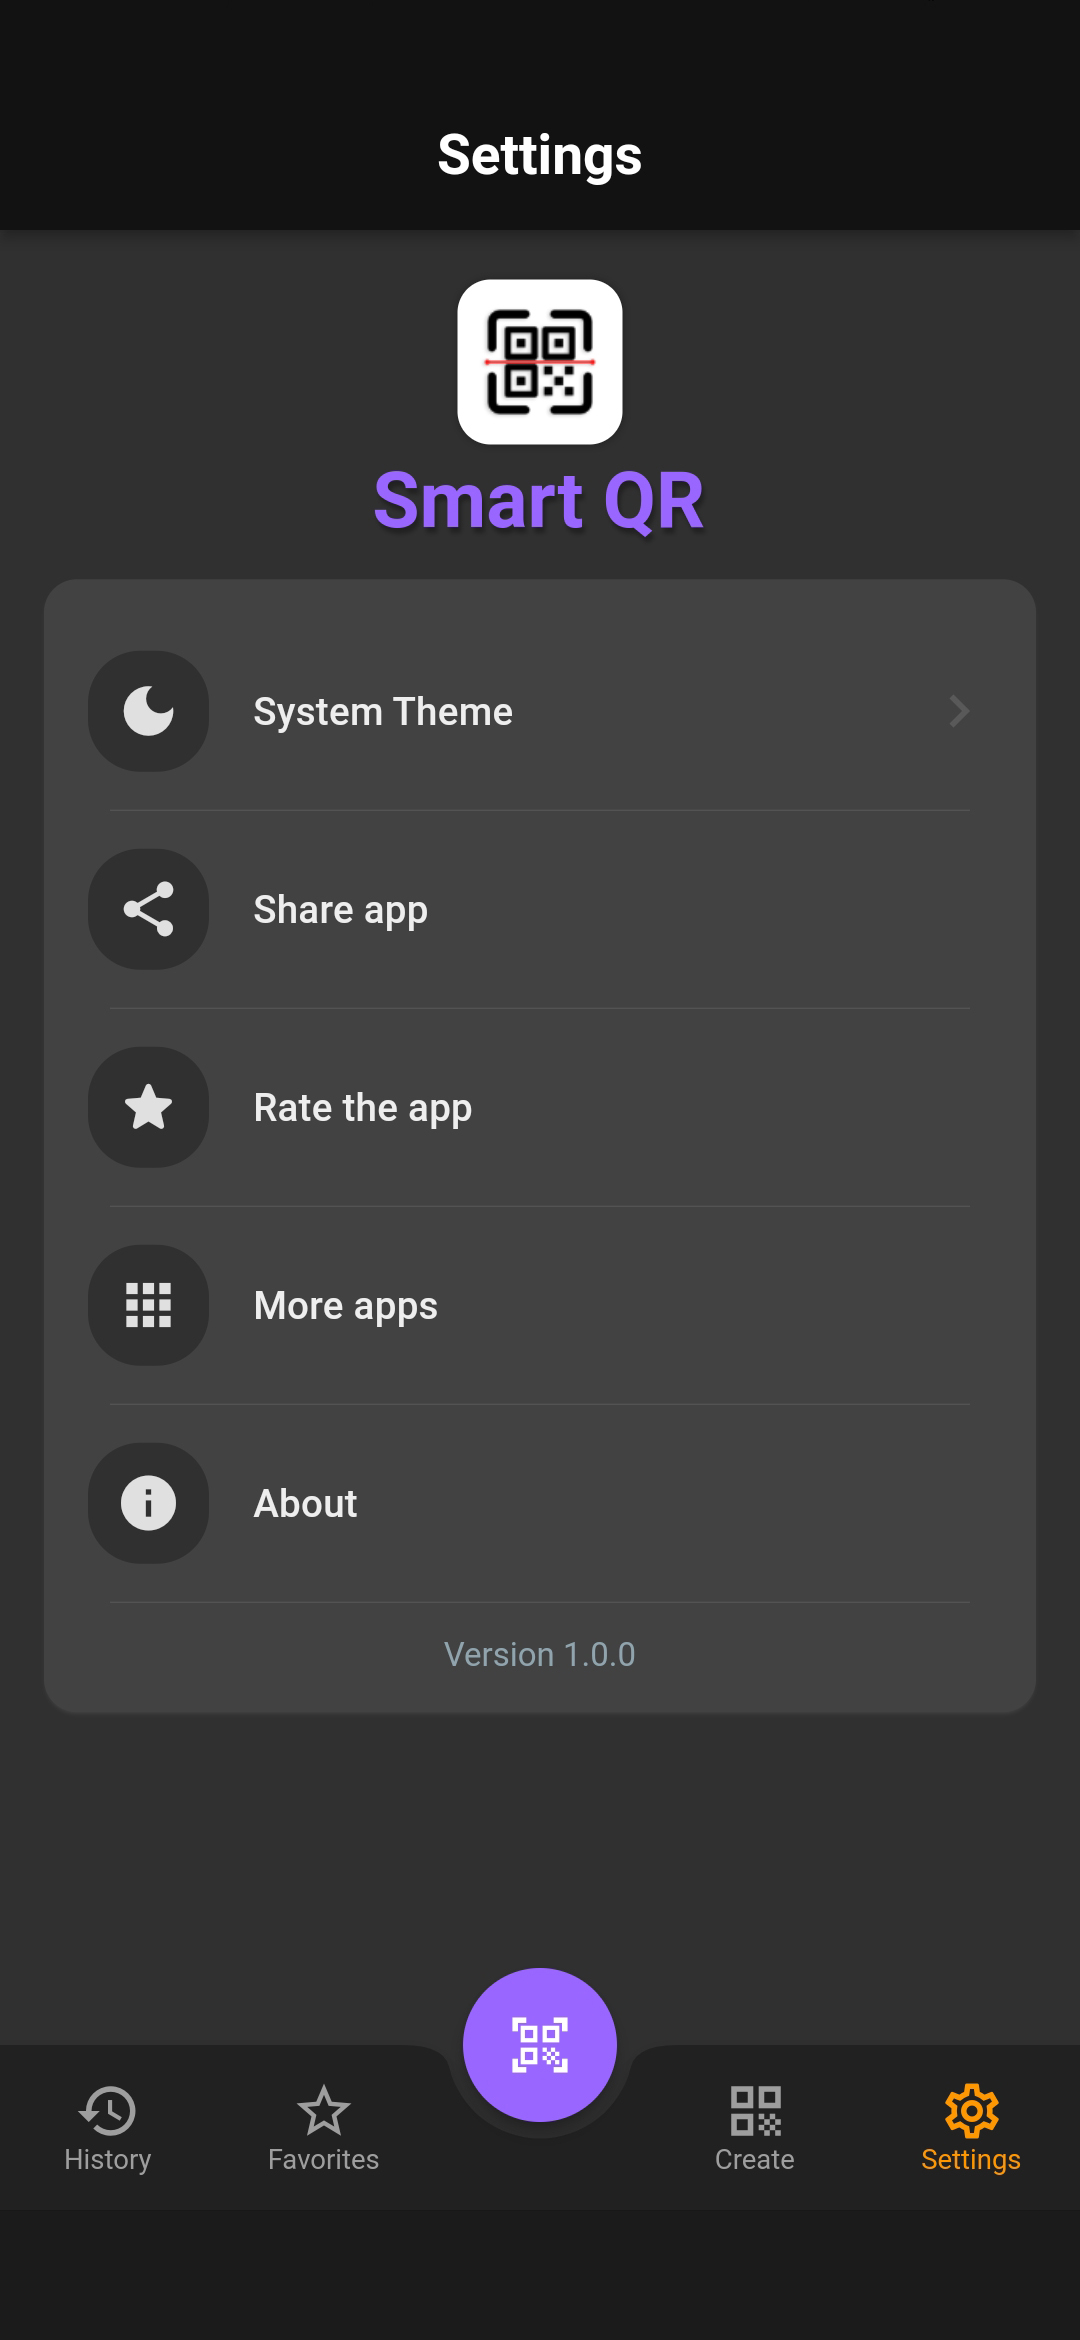 Settings
Smart QR
System Theme
Share app
Rate the app
More apps
About
Version 1.0.0
History
Favorites
Create
Settings